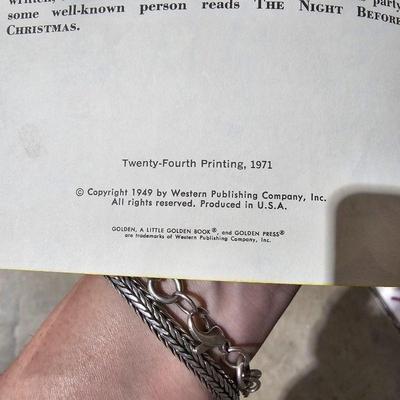 party
some well-known person reads THE NIGHT BEFORE
CHRISTMAS.
Twenty-Fourth Printing, 1971
© Copyright 1949 by Western Publishing Company, Inc.
All rights reserved. Produced in U.S.A.
GOLDEN, A LITTLE GOLDEN BOOK®, and GOLDEN PRESS®
are trademarks of Western Publishing Company, Inc.